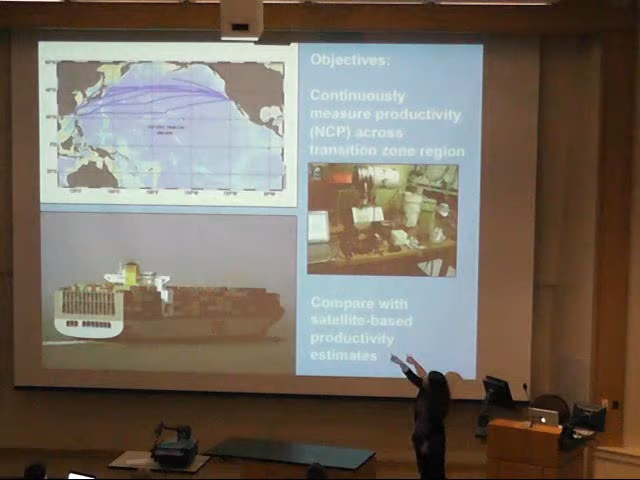 Objectives:
Continuously
measure productivity
(NCP) across
transition zone region
Compare with
satellite-based
productivity
estimates